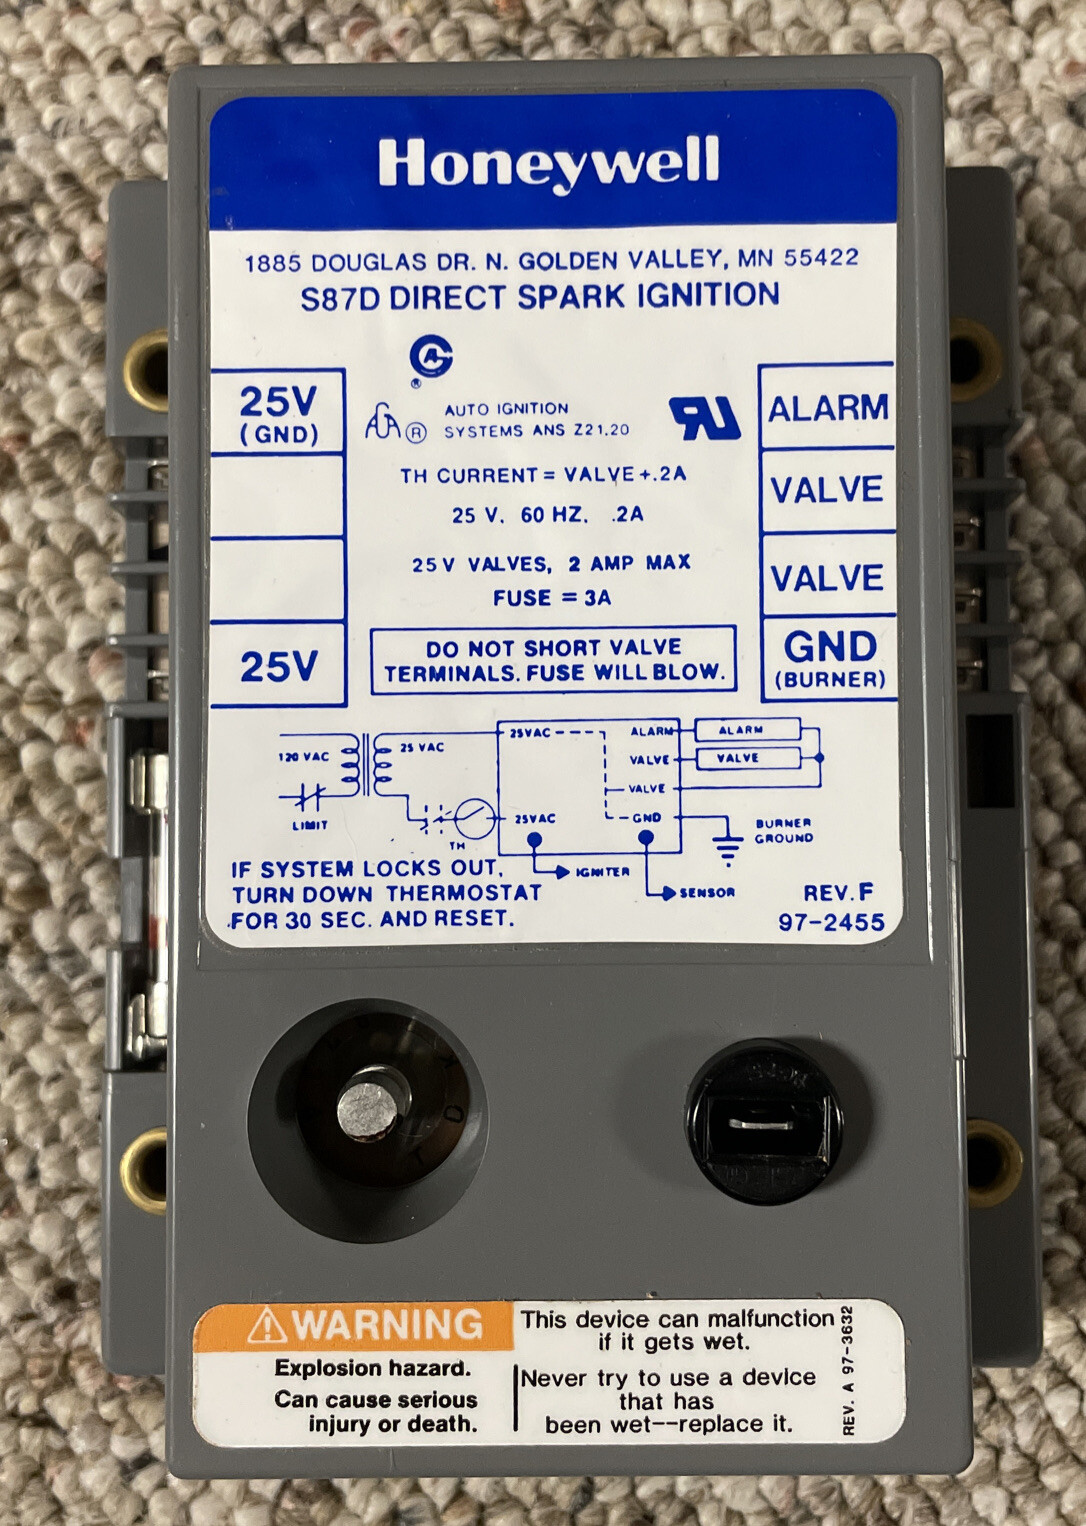 Honeywell
1885 DOUGLAS DR. N. GOLDEN VALLEY, MN 55422
S87D DIRECT SPARK IGNITION
25V
(GND)
25V
®
®
AUTO IGNITION
SYSTEMS ANS Z21.20
TH CURRENT = VALVE +.2A
25 V. 60 HZ. .2A
25 V VALVES, 2 AMP MAX
FUSE = 3A
DO NOT SHORT VALVE
TERMINALS. FUSE WILL BLOW.
ALARM
VALVE
VALVE
GND
(BURNER)
120 VAC
LIMIT
25 VAC
TH
25VAC
25VAC
ALARM
VALVE
VALVE
GND
ALARM
VALVE
BURNER
GROUND
IGNITER
SENSOR
IF SYSTEM LOCKS OUT,
TURN DOWN THERMOSTAT
FOR 30 SEC. AND RESET.
REV. F
97-2455
WARNING
Explosion hazard.
Can cause serious
injury or death.
This device can malfunction
if it gets wet.
Never try to use a device
that has
been wet--replace it.
REV. A 97-3632